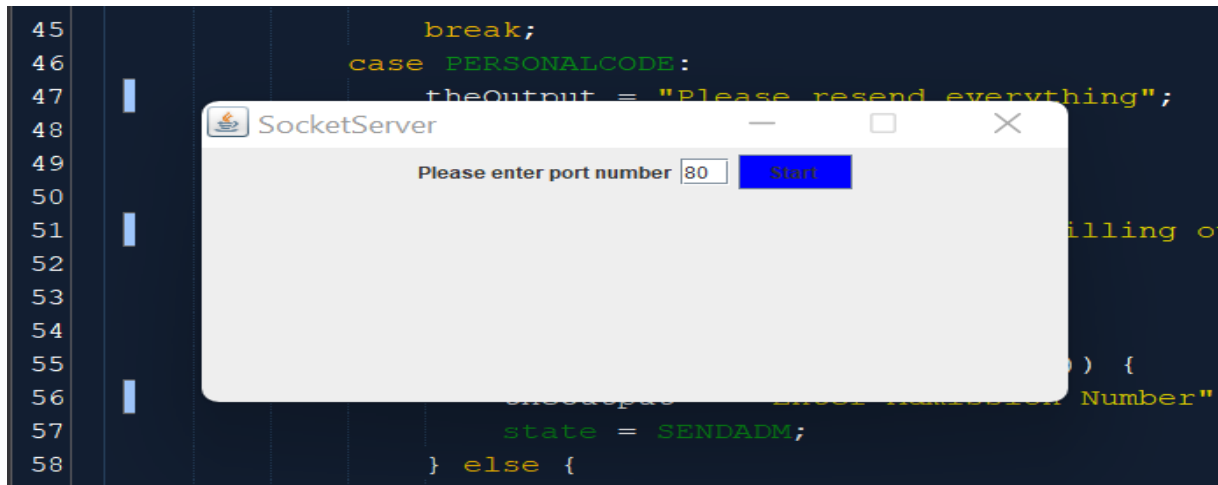 45 break;
46 case PERSONALCODE:
47 theOutput = "Please resend everything";
SocketServer
48
Please enter port number 80 Start
49
50
51 illing o
52
53
54
55 )) {
56 Number"
57 state = SENDADM;
58 } else {